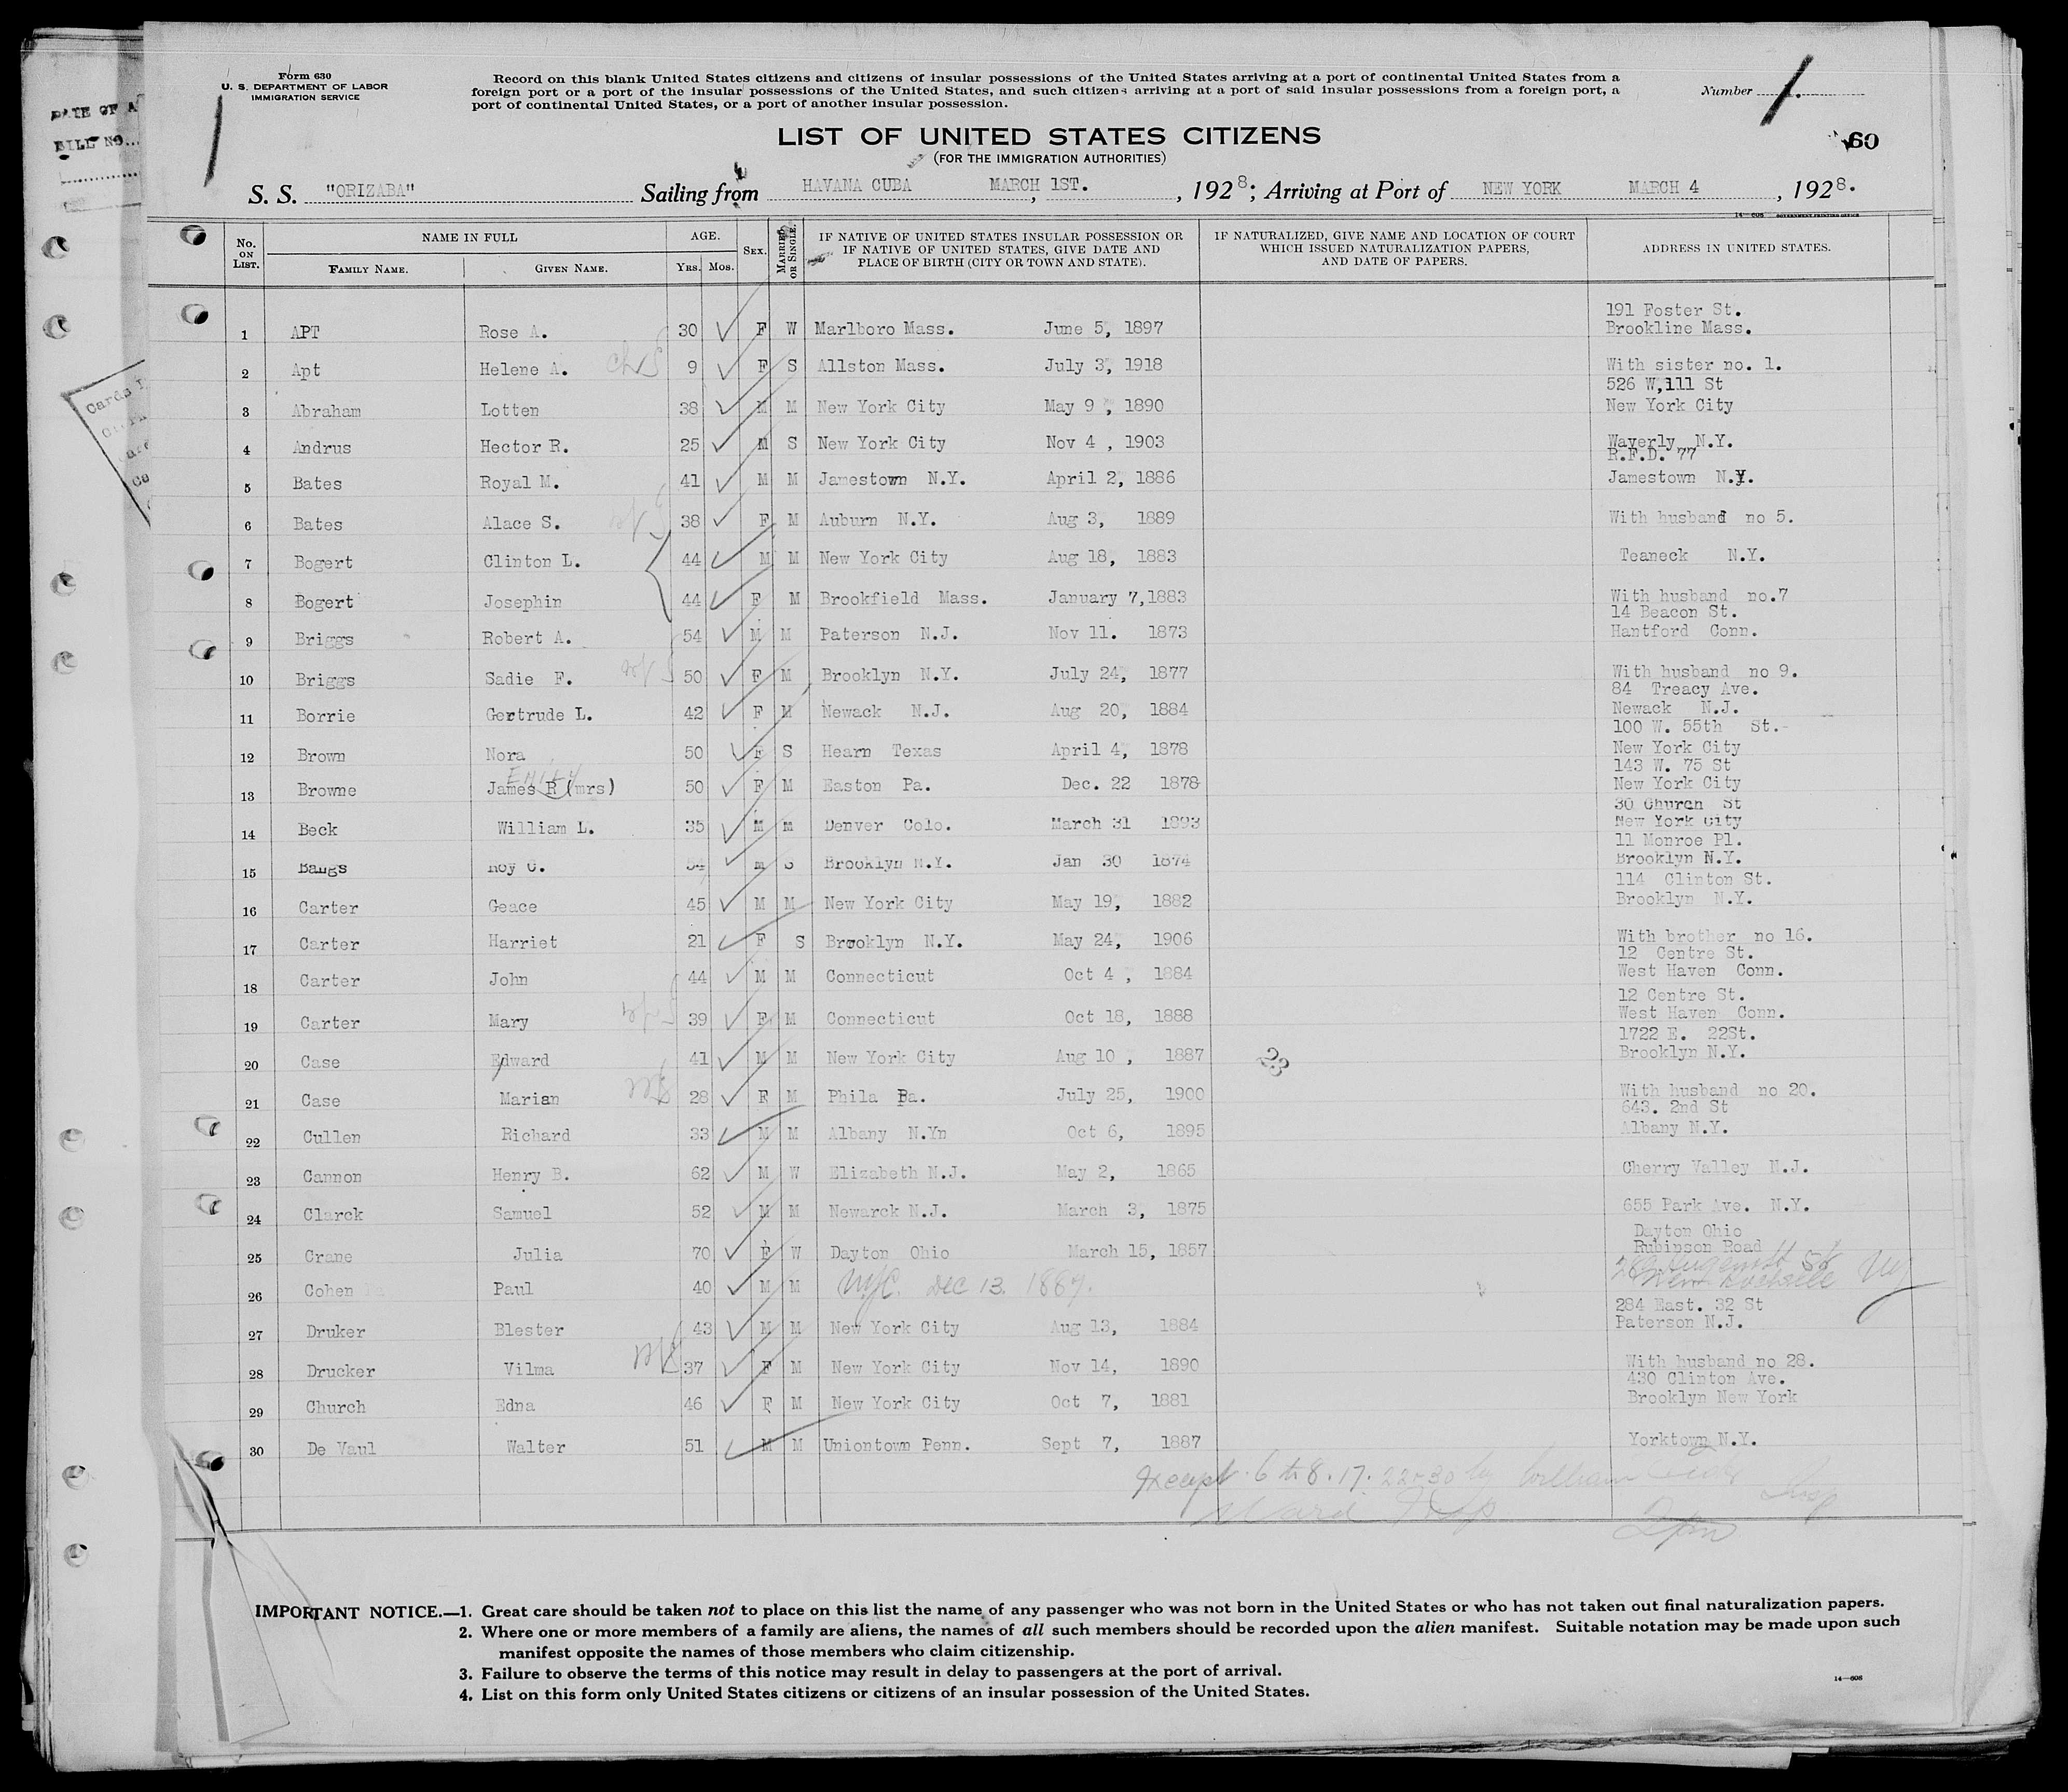 Form 630
U. S. DEPARTMENT OF LABOR
IMMIGRATION SERVICE
Record on this blank United States citizens and citizens of insular possessions of the United States arriving at a port of continental United States from a
foreign port or a port of the insular possessions of the United States, and such citizens arriving at a port of said insular possessions from a foreign port, a
port of continental United States, or a port of another insular possession.
Number 1.
LIST OF UNITED STATES CITIZENS
(FOR THE IMMIGRATION AUTHORITIES)
60
S. S. "ORIZABA" Sailing from HAVANA CUBA MARCH 1ST. , 1928; Arriving at Port of NEW YORK MARCH 4 , 1928.
14—608 GOVERNMENT PRINTING OFFICE
No. ON LIST. NAME IN FULL FAMILY NAME. GIVEN NAME. AGE. YRS. MOS. SEX. MARRIED OR SINGLE. IF NATIVE OF UNITED STATES INSULAR POSSESSION OR IF NATIVE OF UNITED STATES, GIVE DATE AND PLACE OF BIRTH (CITY OR TOWN AND STATE). IF NATURALIZED, GIVE NAME AND LOCATION OF COURT WHICH ISSUED NATURALIZATION PAPERS, AND DATE OF PAPERS. ADDRESS IN UNITED STATES.
191 Foster St.
1 APT Rose A. 30 F W Marlboro Mass. June 5, 1897 Brookline Mass.
2 Apt Helene A. 9 F S Allston Mass. July 3, 1918 With sister no. 1.
526 W,111 St
3 Abraham Lotten 38 M M New York City May 9 , 1890 New York City
4 Andrus Hector R. 25 M S New York City Nov 4 , 1903 Waverly N.Y.
R.F.D. 77
5 Bates Royal M. 41 M M Jamestown N.Y. April 2, 1886 Jamestown N.Y.
6 Bates Alace S. 38 F M Auburn N.Y. Aug 3, 1889 With husband no 5.
7 Bogert Clinton L. 44 M M New York City Aug 18, 1883 Teaneck N.Y.
8 Bogert Josephin 44 F M Brookfield Mass. January 7,1883 With husband no.7
14 Beacon St.
9 Briggs Robert A. 54 M M Paterson N.J. Nov 11. 1873 Hantford Conn.
10 Briggs Sadie F. 50 F M Brooklyn N.Y. July 24, 1877 With husband no 9.
84 Treacy Ave.
11 Borrie Gertrude L. 42 F M Newack N.J. Aug 20, 1884 Newack N.J.
100 W. 55th St.
12 Brown Nora 50 F S Hearn Texas April 4, 1878 New York City
Emily 143 W. 75 St
13 Browne James R (mrs) 50 F M Easton Pa. Dec. 22 1878 New York City
30 Church St
14 Beck William L. 35 M M Denver Colo. March 31 1893 New York City
11 Monroe Pl.
15 Bangs Roy C. 54 M S Brooklyn N.Y. Jan 30 1874 Brooklyn N.Y.
114 Clinton St.
16 Carter Geace 45 M M New York City May 19, 1882 Brooklyn N.Y.
17 Carter Harriet 21 F S Brooklyn N.Y. May 24, 1906 With brother no 16.
12 Centre St.
18 Carter John 44 M M Connecticut Oct 4 , 1884 West Haven Conn.
12 Centre St.
19 Carter Mary 39 F M Connecticut Oct 18, 1888 West Haven Conn.
1722 E. 22St.
20 Case Edward 41 M M New York City Aug 10 , 1887 Brooklyn N.Y.
21 Case Marian 28 F M Phila Pa. July 25, 1900 With husband no 20.
643. 2nd St
22 Cullen Richard 33 M M Albany N.Yn Oct 6, 1895 Albany N.Y.
23 Cannon Henry B. 62 M W Elizabeth N.J. May 2, 1865 Cherry Valley N.J.
24 Clarck Samuel 52 M M Newarck N.J. March 3, 1875 655 Park Ave. N.Y.
Dayton Ohio
25 Crane Julia 70 F W Dayton Ohio March 15, 1857 Rubinson Road
26 Cohen Paul 40 M M NYC. Dec 13. 1887. New Rochelle NY
284 East. 32 St
27 Druker Blester 43 M M New York City Aug 13, 1884 Paterson N.J.
28 Drucker Vilma 37 F M New York City Nov 14, 1890 With husband no 28.
430 Clinton Ave.
29 Church Edna 46 F M New York City Oct 7, 1881 Brooklyn New York
30 De Vaul Walter 51 M M Uniontown Penn. Sept 7, 1887 Yorktown N.Y.
Except 6 to 8. 17. 22-30 by William
Ward Insp
IMPORTANT NOTICE.—1. Great care should be taken not to place on this list the name of any passenger who was not born in the United States or who has not taken out final naturalization papers.
2. Where one or more members of a family are aliens, the names of all such members should be recorded upon the alien manifest. Suitable notation may be made upon such
manifest opposite the names of those members who claim citizenship.
3. Failure to observe the terms of this notice may result in delay to passengers at the port of arrival.
4. List on this form only United States citizens or citizens of an insular possession of the United States.
14—608